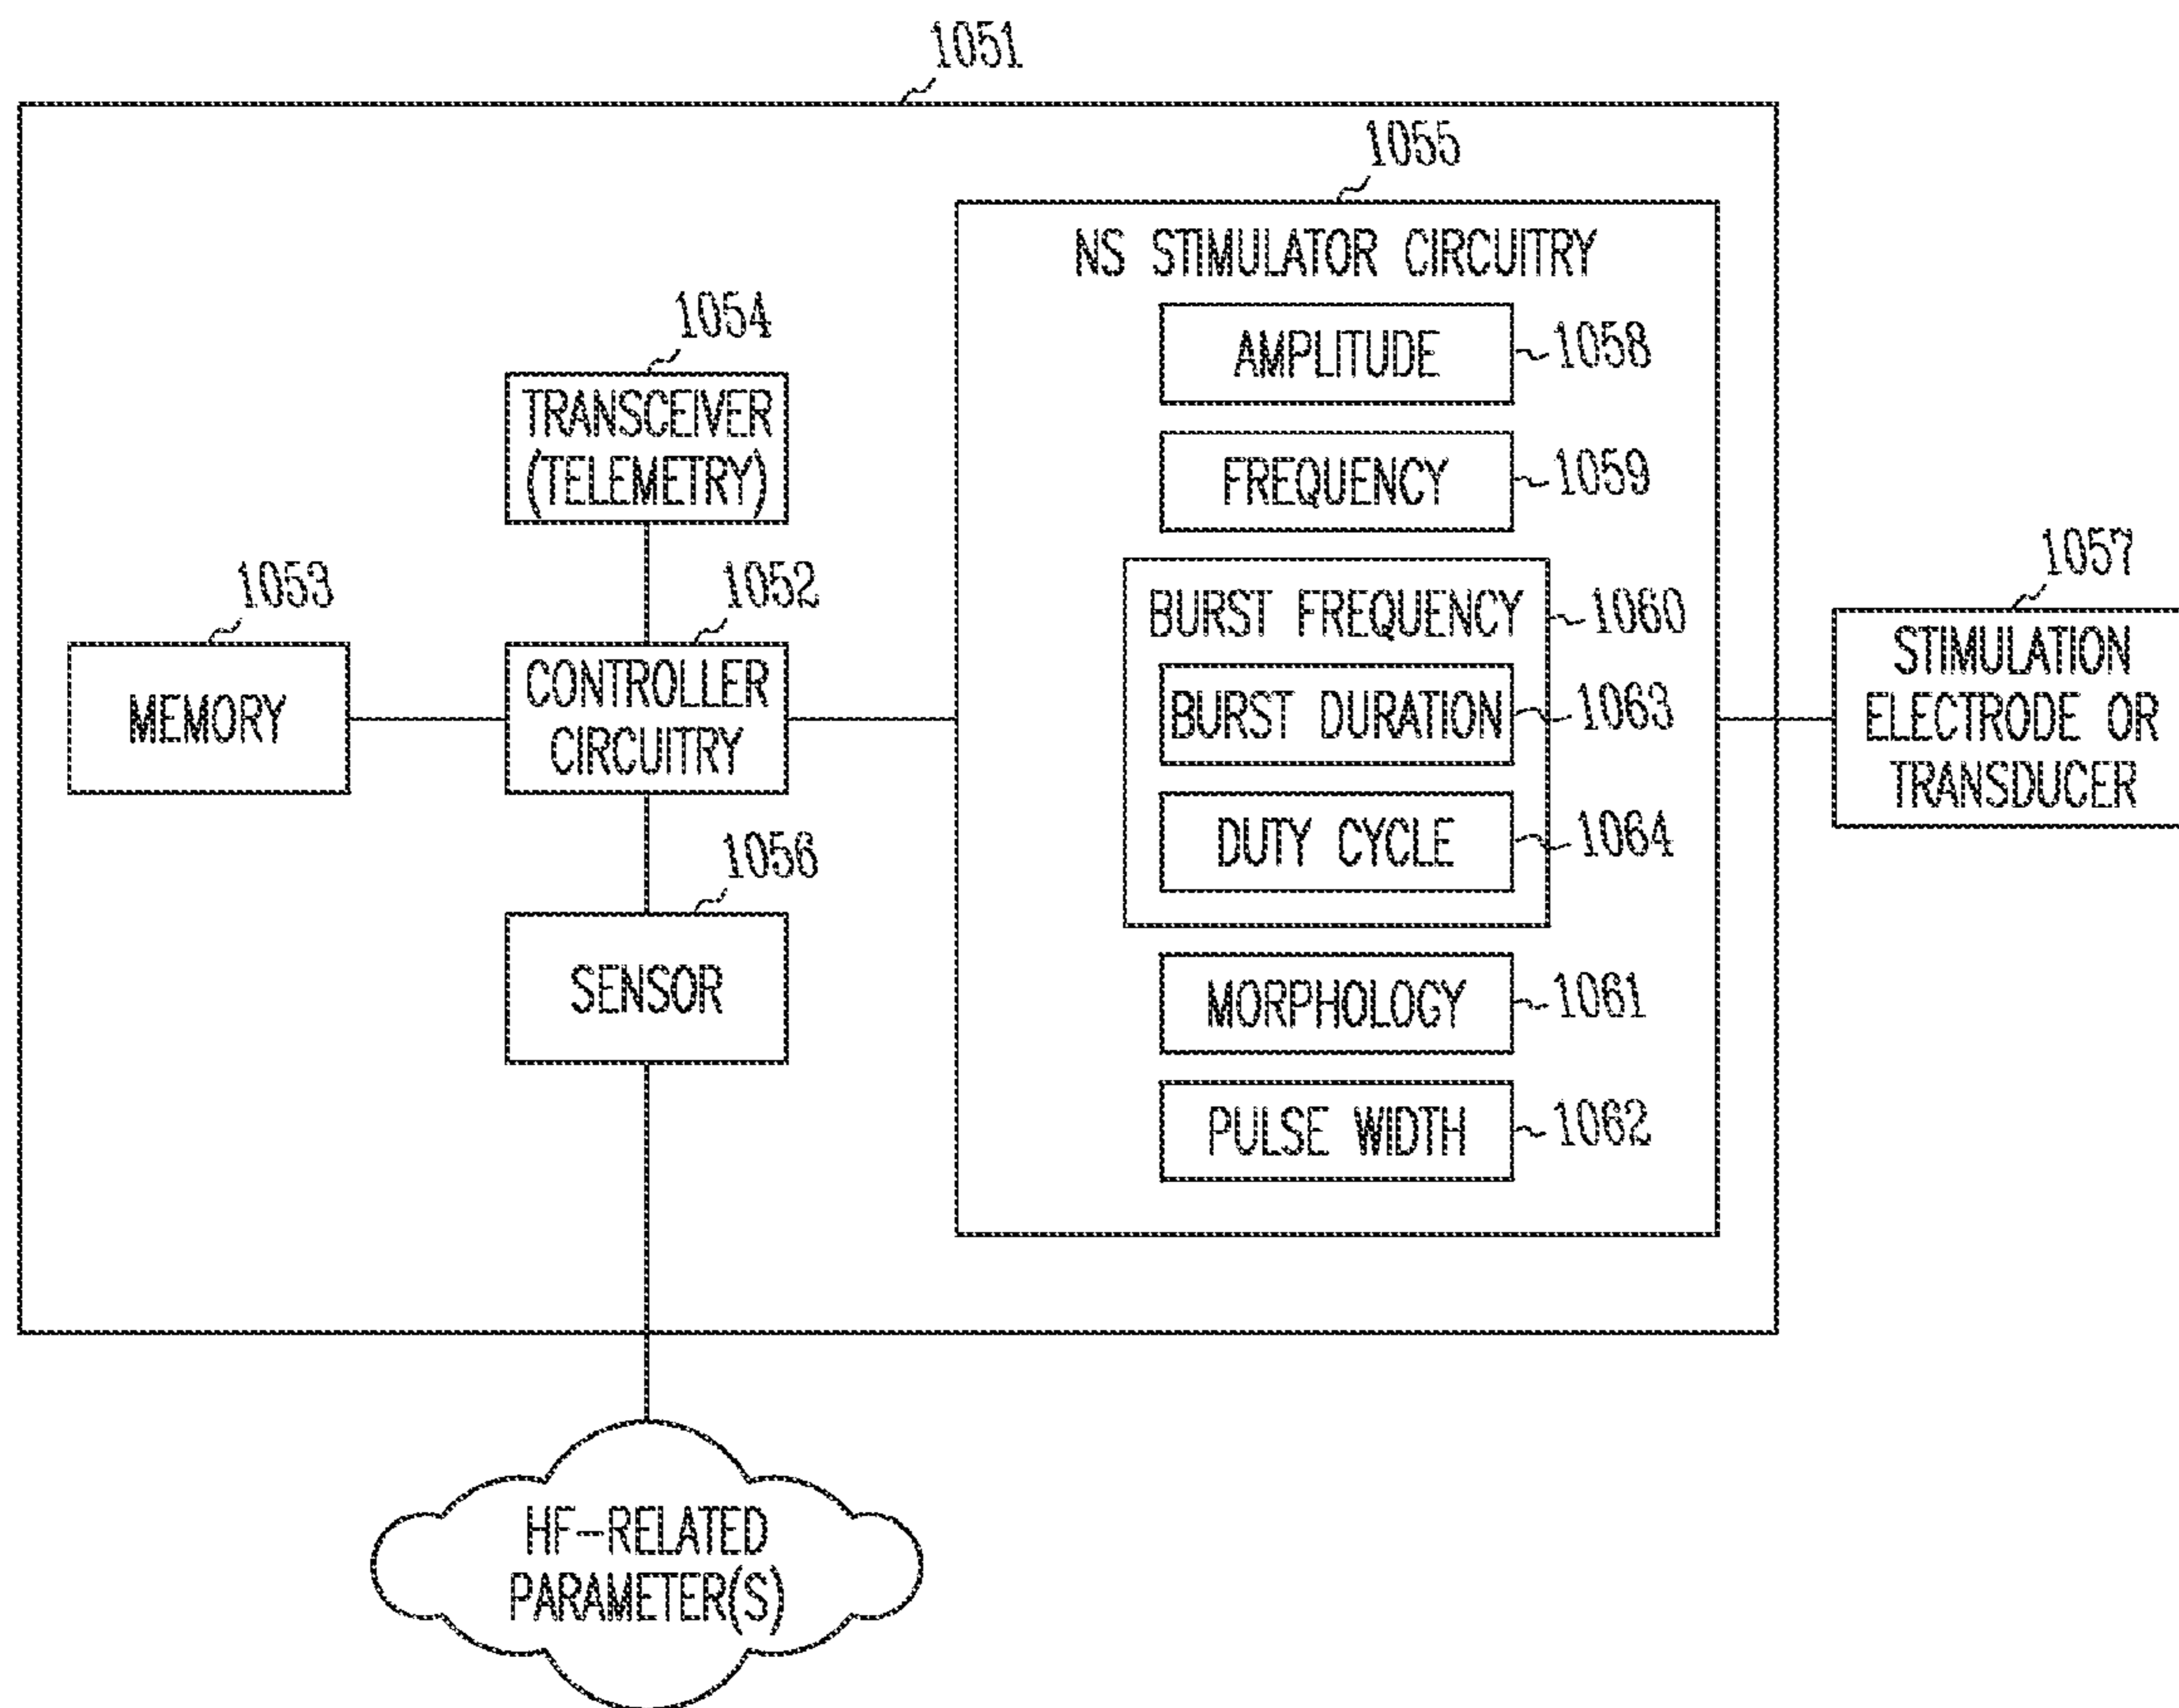 1051
1055
NS STIMULATOR CIRCUITRY
AMPLITUDE
1058
FREQUENCY
1059
BURST FREQUENCY
1060
BURST DURATION
1063
DUTY CYCLE
1064
MORPHOLOGY
1061
PULSE WIDTH
1062
1054
TRANSCEIVER
(TELEMETRY)
1053
MEMORY
1052
CONTROLLER
CIRCUITRY
1056
SENSOR
1057
STIMULATION
ELECTRODE OR
TRANSDUCER
HF-RELATED
PARAMETER(S)